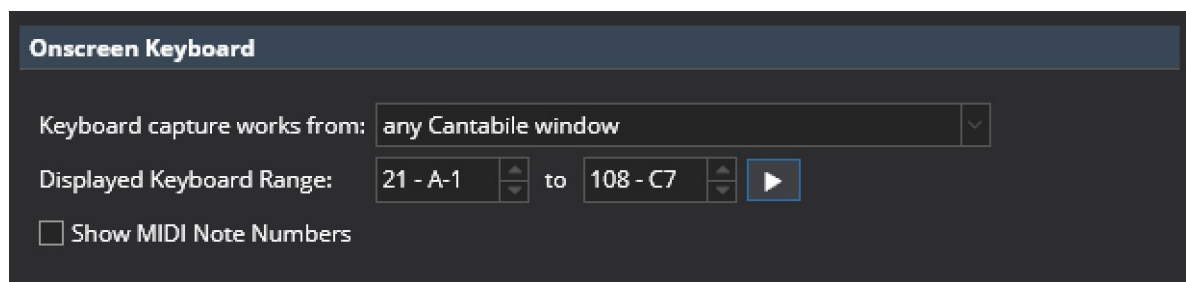 Onscreen Keyboard
Keyboard capture works from: any Cantabile window
Displayed Keyboard Range: 21 - A-1 to 108 - C7
Show MIDI Note Numbers